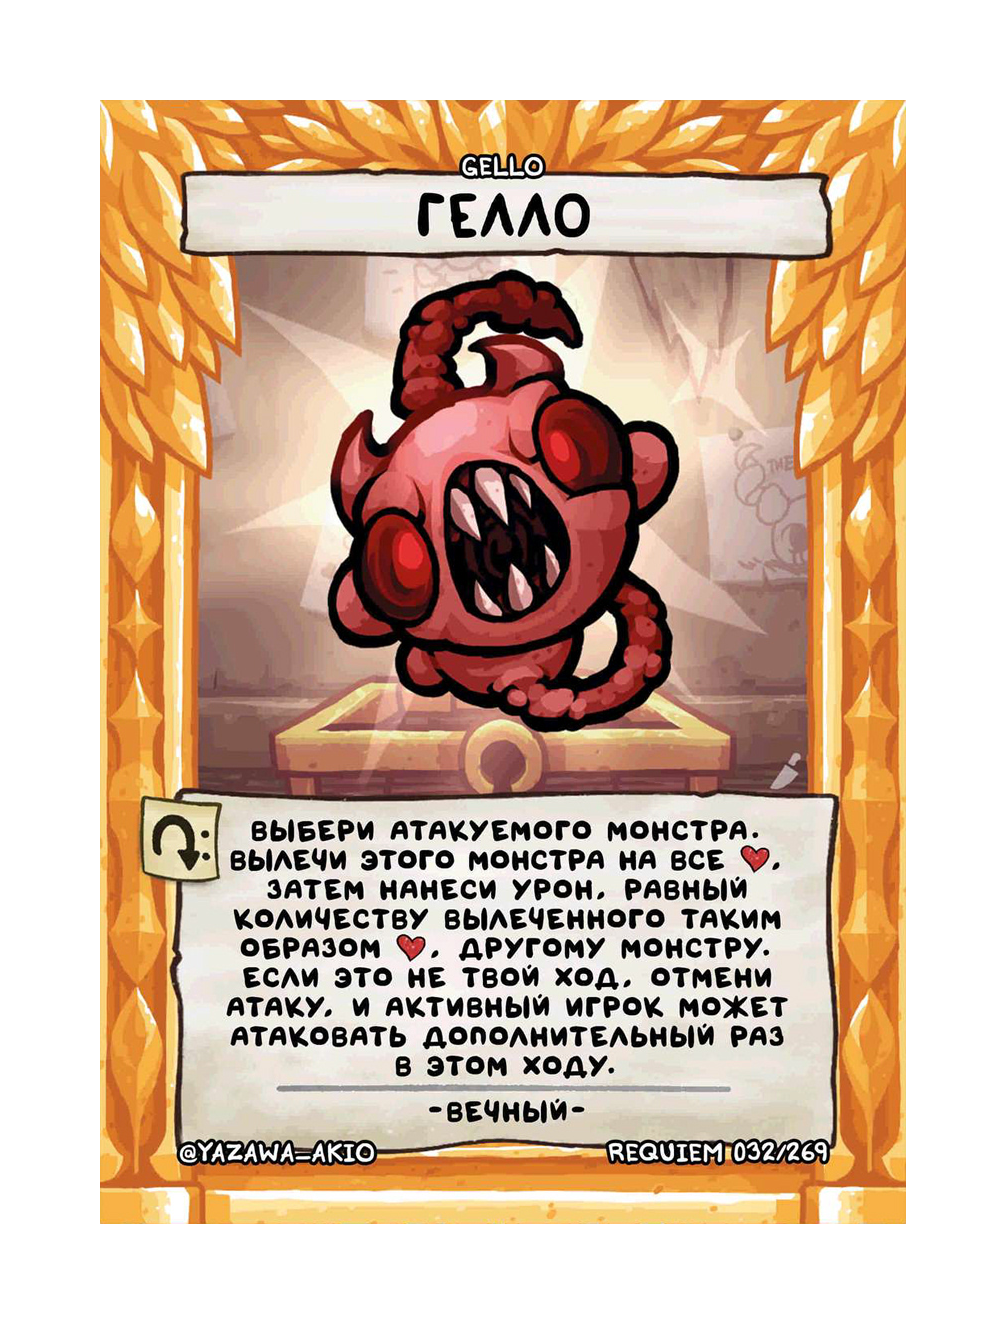 GELLO
ГЕЛЛО
ВЫБЕРИ АТАКУЕМОГО МОНСТРА.
ВЫЛЕЧИ ЭТОГО МОНСТРА НА ВСЕ ❤,
ЗАТЕМ НАНЕСИ УРОН, РАВНЫЙ
КОЛИЧЕСТВУ ВЫЛЕЧЕННОГО ТАКИМ
ОБРАЗОМ ❤, ДРУГОМУ МОНСТРУ.
ЕСЛИ ЭТО НЕ ТВОЙ ХОД, ОТМЕНИ
АТАКУ, И АКТИВНЫЙ ИГРОК МОЖЕТ
АТАКОВАТЬ ДОПОЛНИТЕЛЬНЫЙ РАЗ
В ЭТОМ ХОДУ.
-ВЕЧНЫЙ-
@YAZAWA_AKIO
REQUIEM 032/269